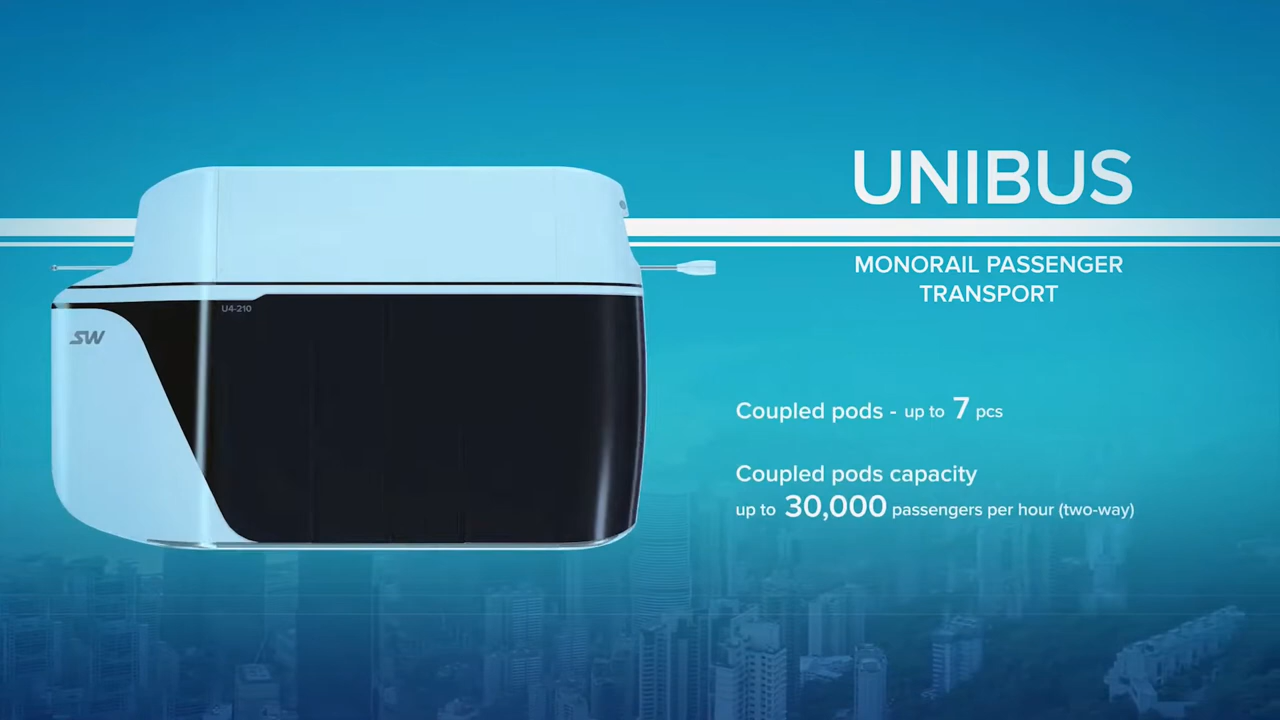 UNIBUS
MONORAIL PASSENGER
TRANSPORT
U4-210
SW
Coupled pods - up to 7 pcs
Coupled pods capacity
up to 30,000 passengers per hour (two-way)